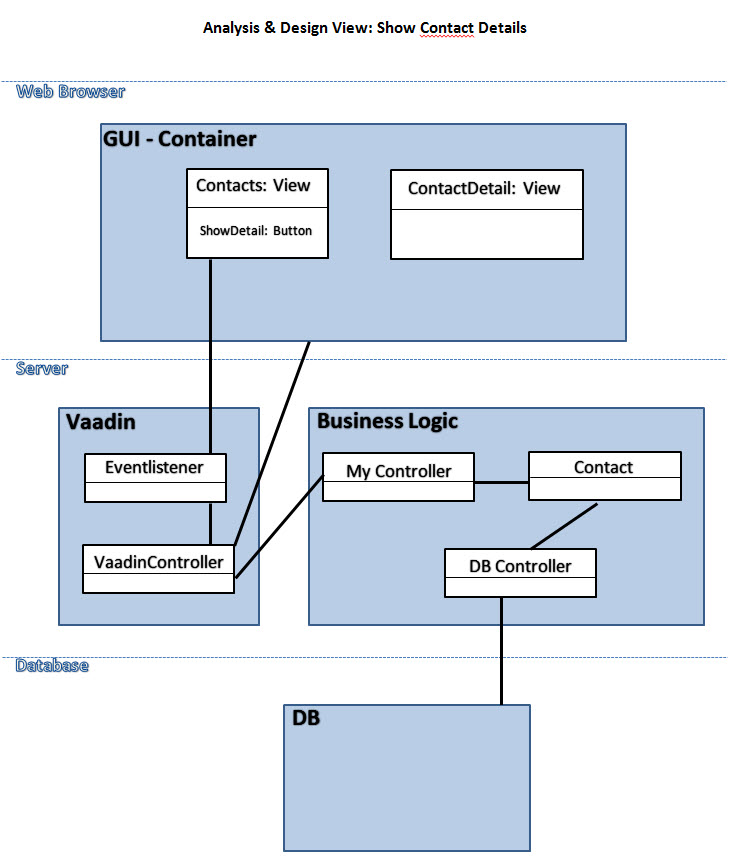 Analysis & Design View: Show Contact Details
Web Browser
GUI - Container
Contacts: View
ShowDetail: Button
ContactDetail: View
Server
Vaadin
Eventlistener
VaadinController
Business Logic
My Controller
Contact
DB Controller
Database
DB